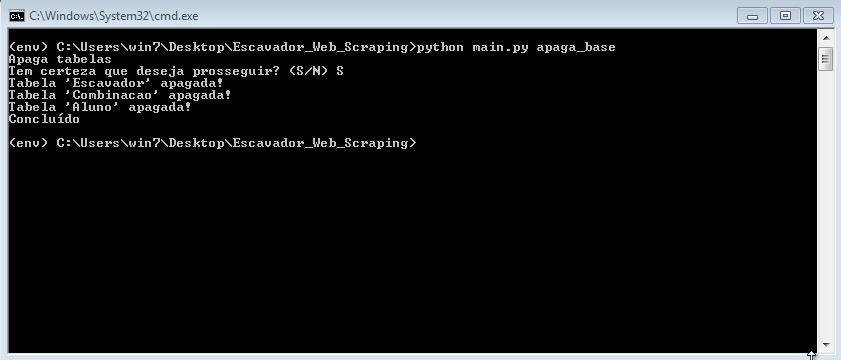 C:\Windows\System32\cmd.exe
(env) C:\Users\win7\Desktop\Escavador_Web_Scraping>python main.py apaga_base
Apaga tabelas
Tem certeza que deseja prosseguir? (S/N) S
Tabela 'Escavador' apagada!
Tabela 'Combinacao' apagada!
Tabela 'Aluno' apagada!
Concluído
(env) C:\Users\win7\Desktop\Escavador_Web_Scraping>